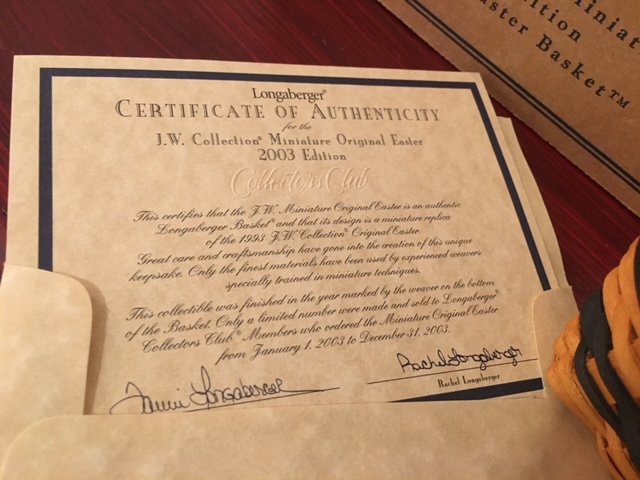 Longaberger®
CERTIFICATE OF AUTHENTICITY
for the
J.W. Collection® Miniature Original Easter
2003 Edition
Collectors Club
This certifies that the J.W. Miniature Original Easter is an authentic
Longaberger Basket® and that its design is a miniature replica
of the 1993 J.W. Collection® Original Easter.
Great care and craftsmanship have gone into the creation of this unique
keepsake. Only the finest materials have been used by experienced weavers
specially trained in miniature techniques.
This collectible was finished in the year marked by the weaver on the bottom
of the Basket. Only a limited number were made and sold to Longaberger®
Collectors Club® Members who ordered the Miniature Original Easter
from January 1, 2003 to December 31, 2003.
Tami Longaberger
Rachel Longaberger
Rachel Longaberger
Basket™